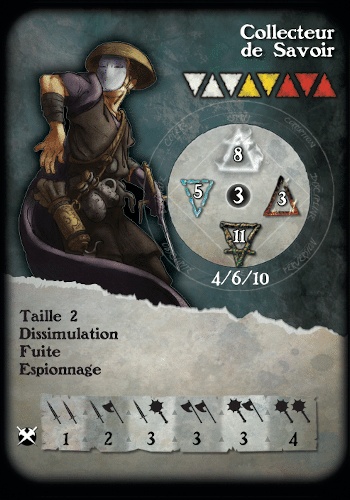 Collecteur
de Savoir
8
5
3
3
11
4/6/10
Taille 2
Dissimulation
Fuite
Espionnage
1 2 3 3 3 4